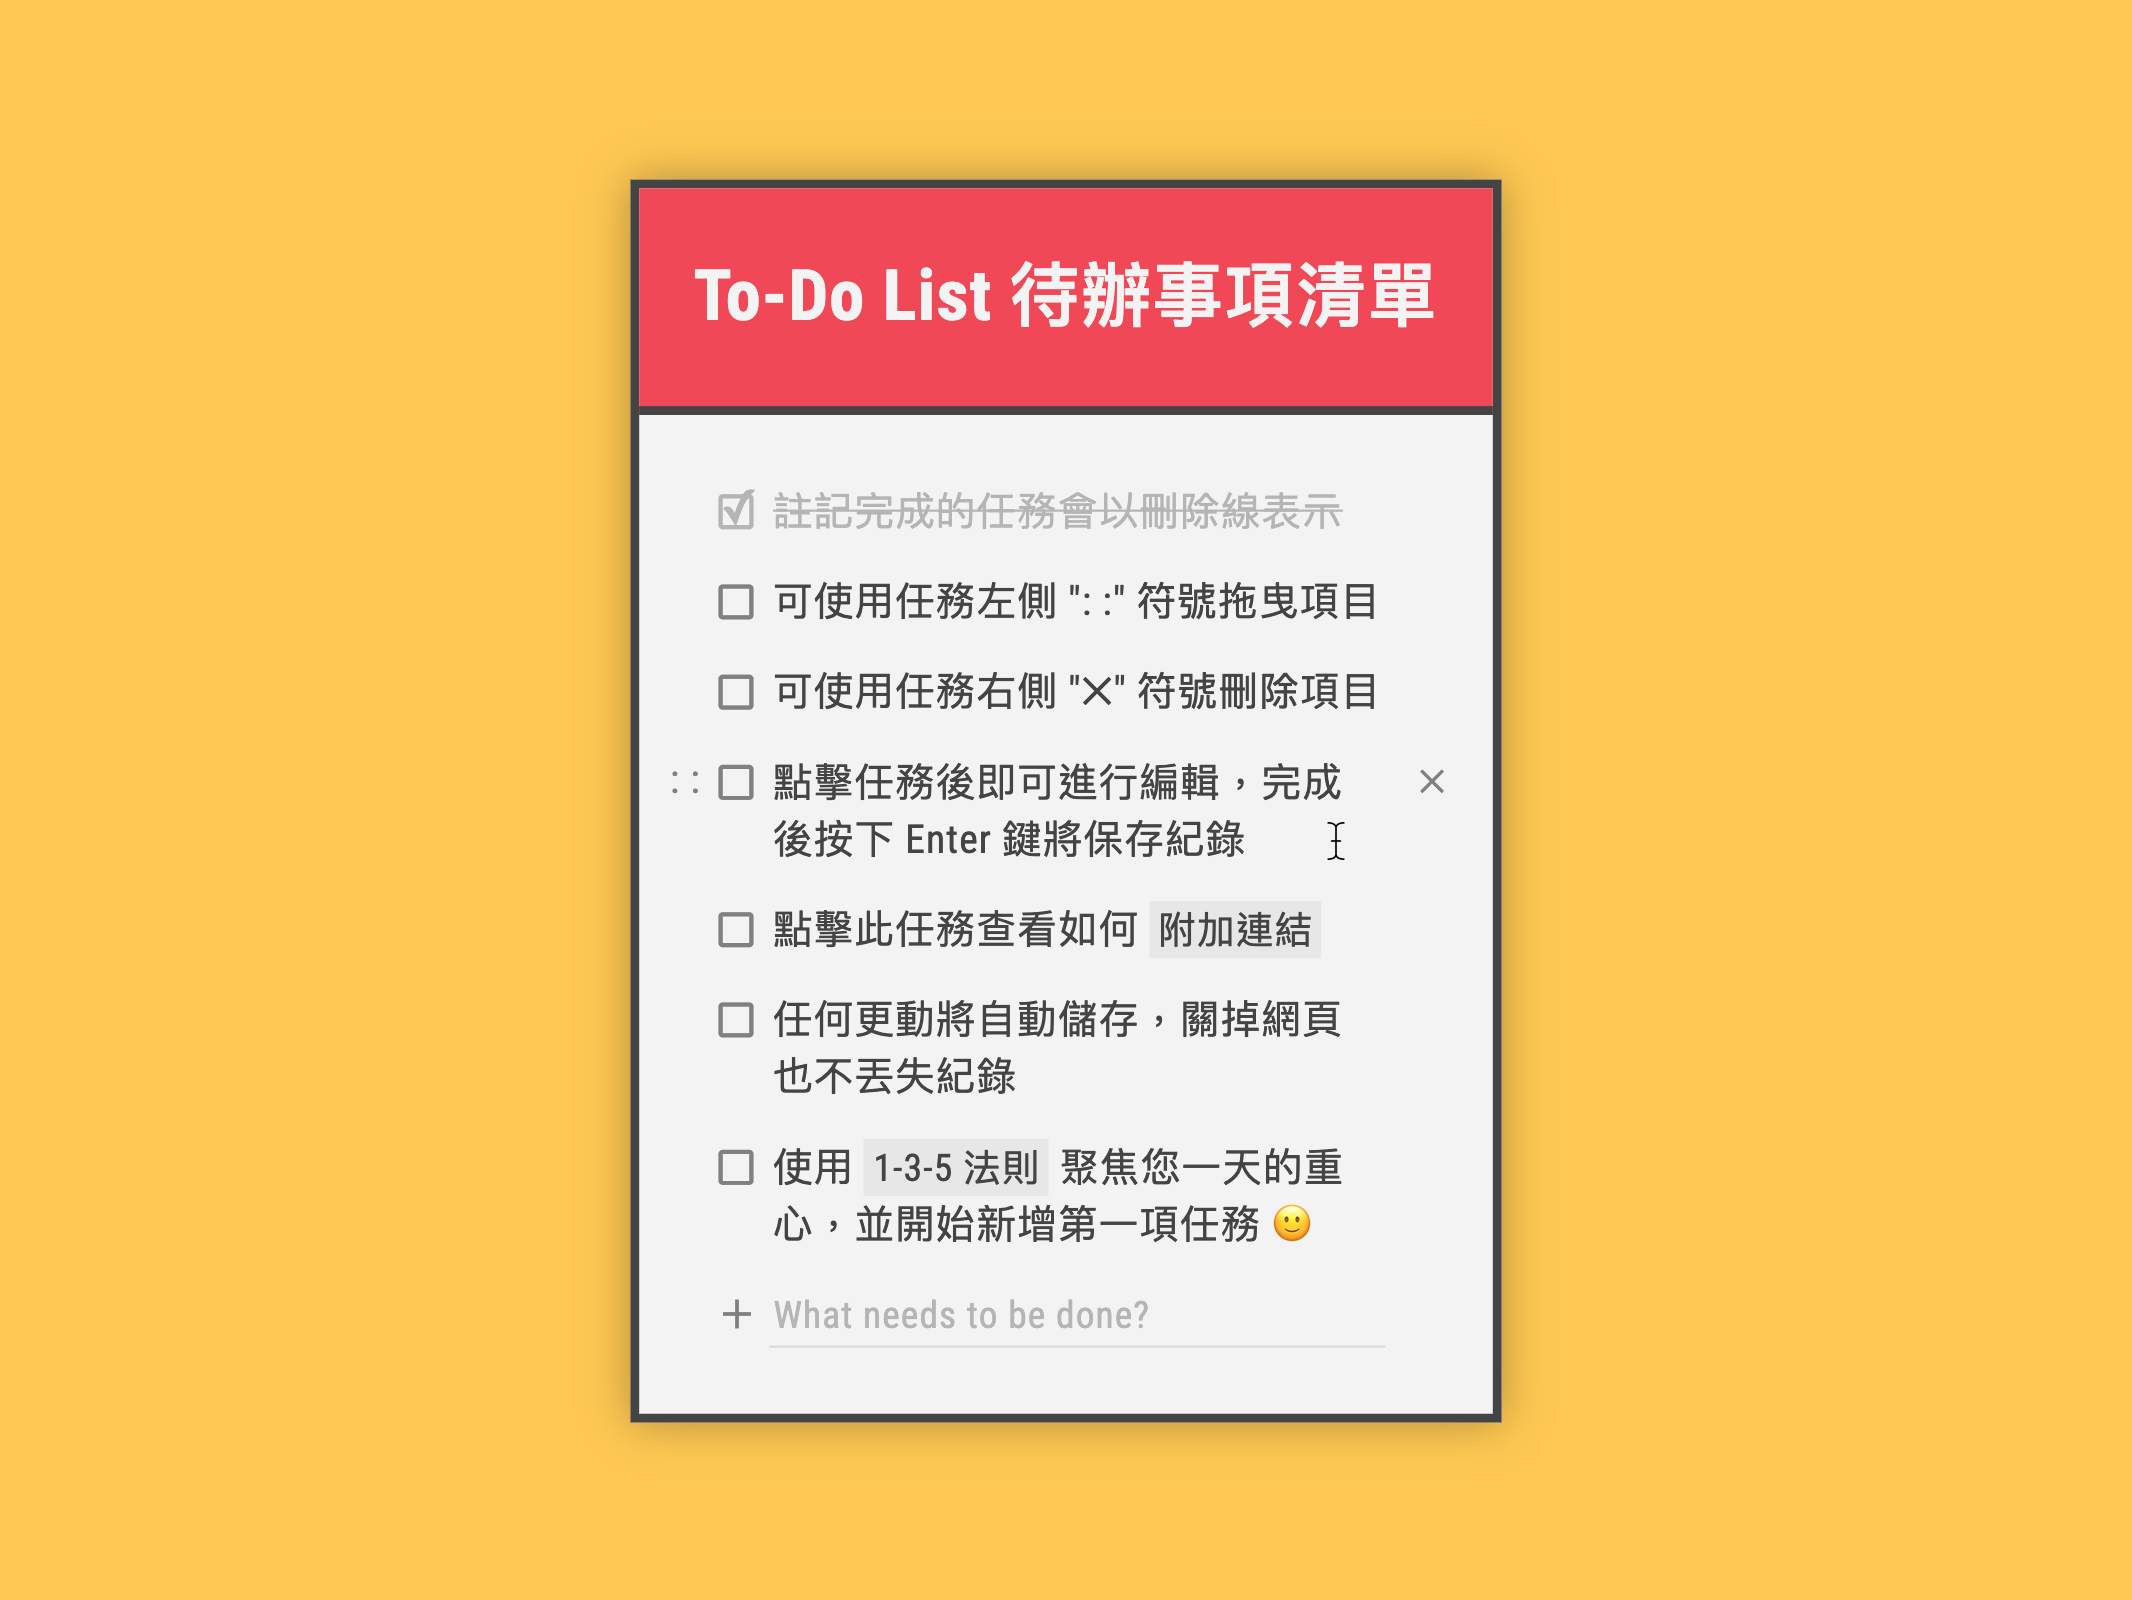 To-Do List 待辦事項清單
註記完成的任務會以刪除線表示
可使用任務左側 ": :" 符號拖曳項目
可使用任務右側 "✕" 符號刪除項目
點擊任務後即可進行編輯，完成
後按下 Enter 鍵將保存紀錄
點擊此任務查看如何 附加連結
任何更動將自動儲存，關掉網頁
也不丟失紀錄
使用 1-3-5 法則 聚焦您一天的重
心，並開始新增第一項任務 🙂
What needs to be done?